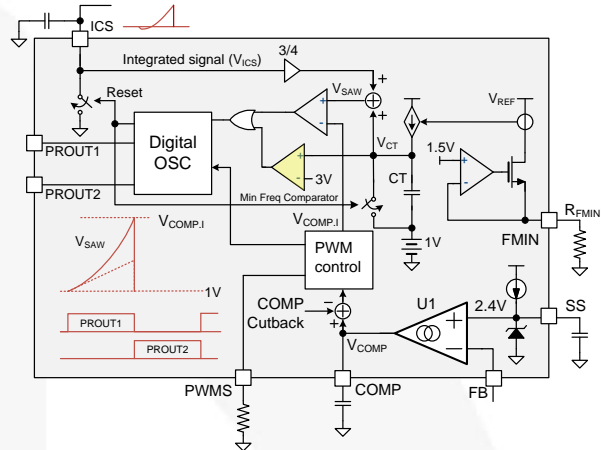 ICS
Integrated signal (VICS)
3/4
+
VSAW
+
Reset
VREF
Digital
OSC
+
-
VCT
1.5V
+
-
PROUT1
+
-
3V
CT
PROUT2
Min Freq Comparator
RFMIN
VCOMP.I
VCOMP.I
FMIN
VSAW
PWM
control
1V
1V
U1
2.4V
COMP
Cutback
−
+
+
−
SS
PROUT1
VCOMP
PROUT2
PWMS
COMP
FB